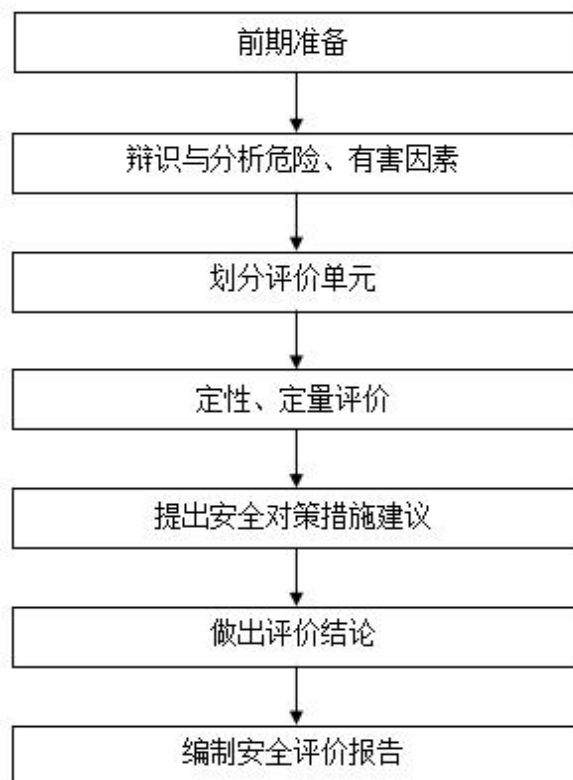 前期准备
辩识与分析危险、有害因素
划分评价单元
定性、定量评价
提出安全对策措施建议
做出评价结论
编制安全评价报告